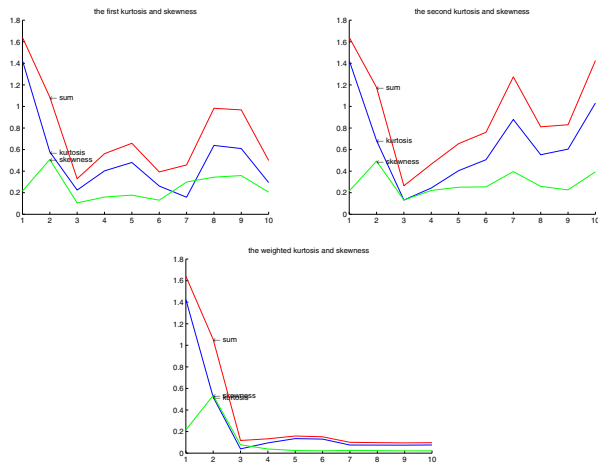 the first kurtosis and skewness
1.8
1.6
1.4
1.2
1
0.8
0.6
0.4
0.2
0
← sum
← kurtosis
← skewness
1 2 3 4 5 6 7 8 9 10
the second kurtosis and skewness
1.8
1.6
1.4
1.2
1
0.8
0.6
0.4
0.2
0
← sum
← kurtosis
← skewness
1 2 3 4 5 6 7 8 9 10
the weighted kurtosis and skewness
1.8
1.6
1.4
1.2
1
0.8
0.6
0.4
0.2
0
← sum
← skewness
← kurtosis
1 2 3 4 5 6 7 8 9 10